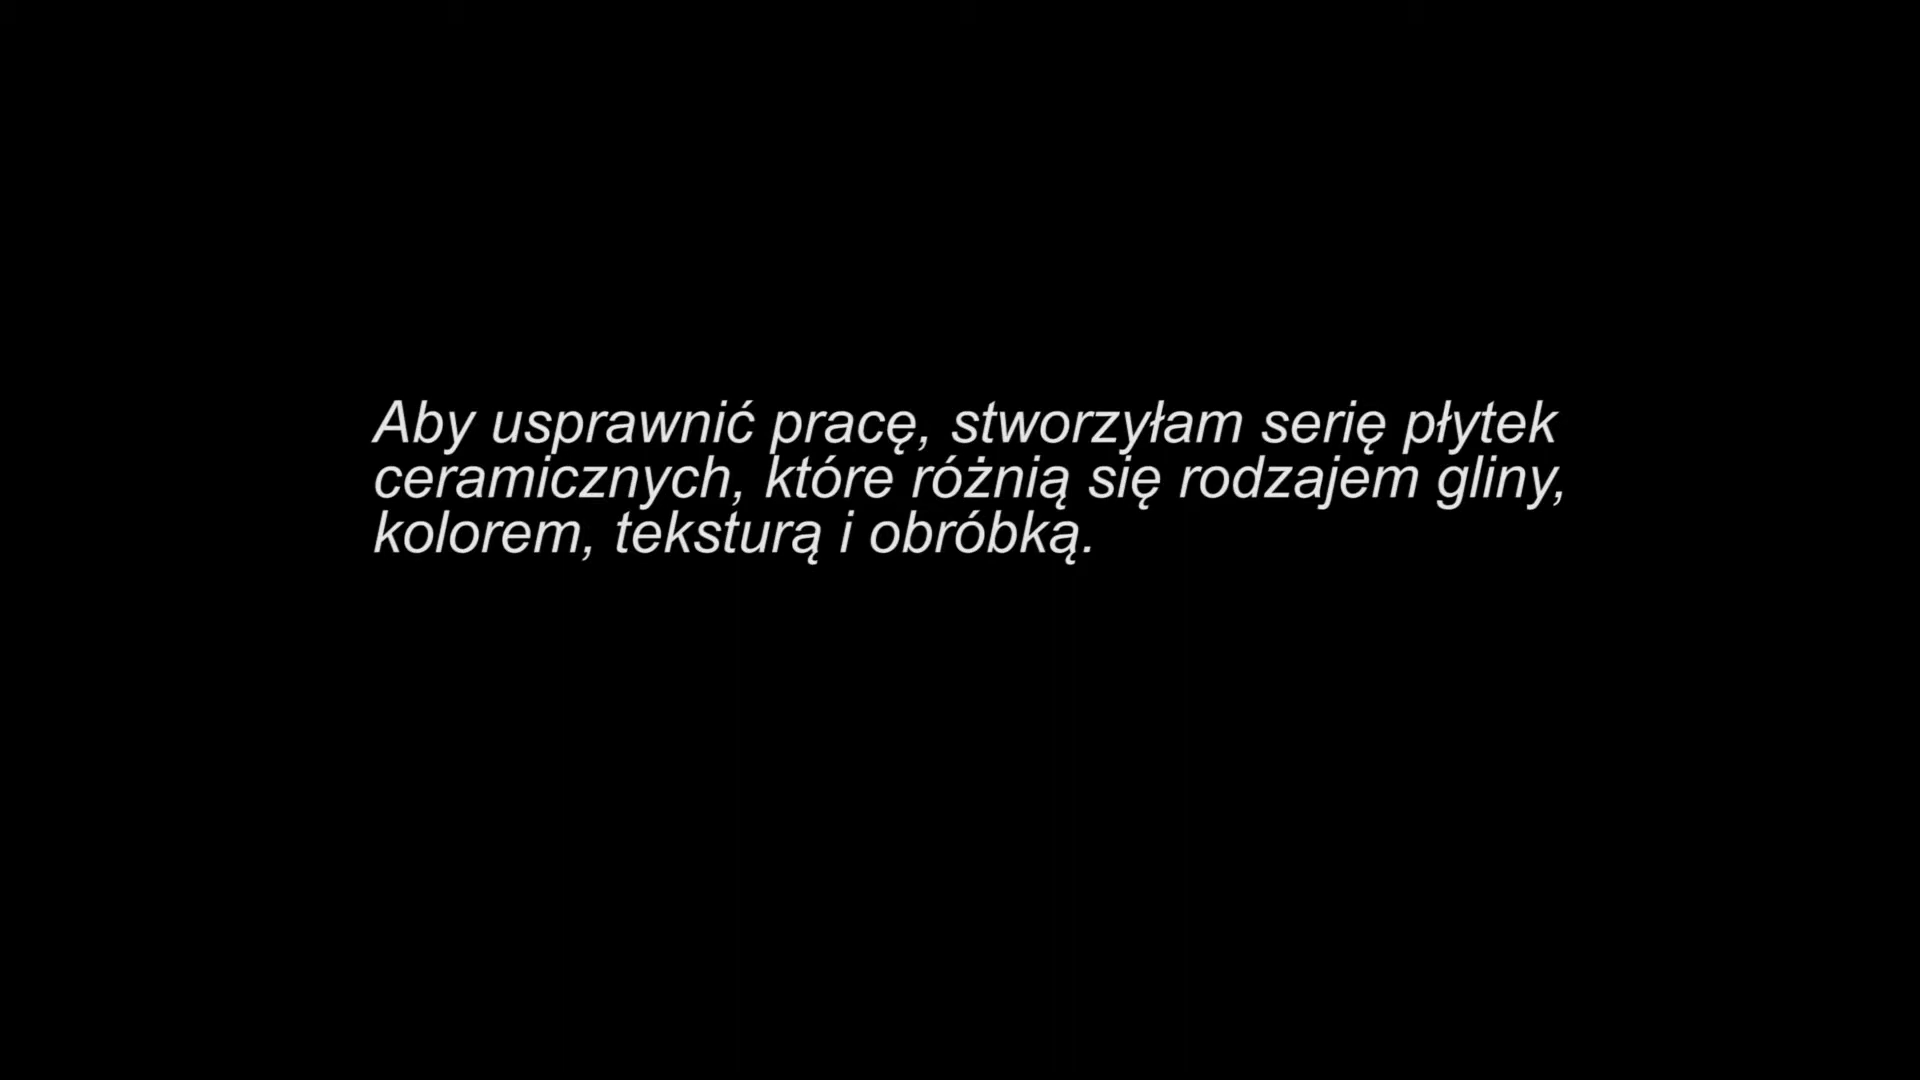 Aby usprawnić pracę, stworzyłam serię płytek
ceramicznych, które różnią się rodzajem gliny,
kolorem, teksturą i obróbką.